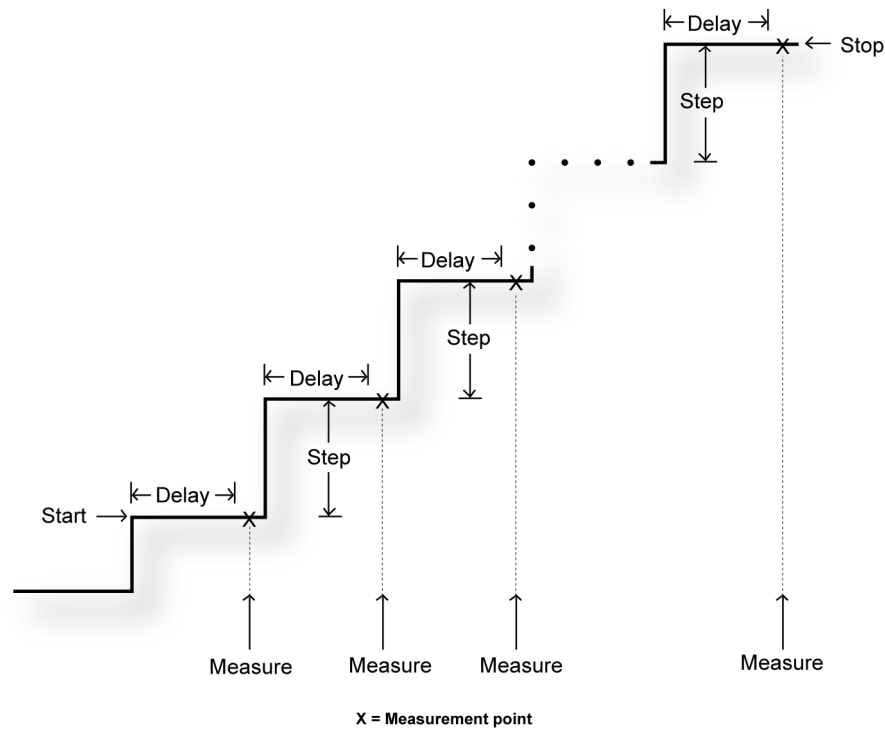 Delay
Stop
Step
Delay
Step
Delay
Step
Delay
Start
Measure
Measure
Measure
Measure
X = Measurement point